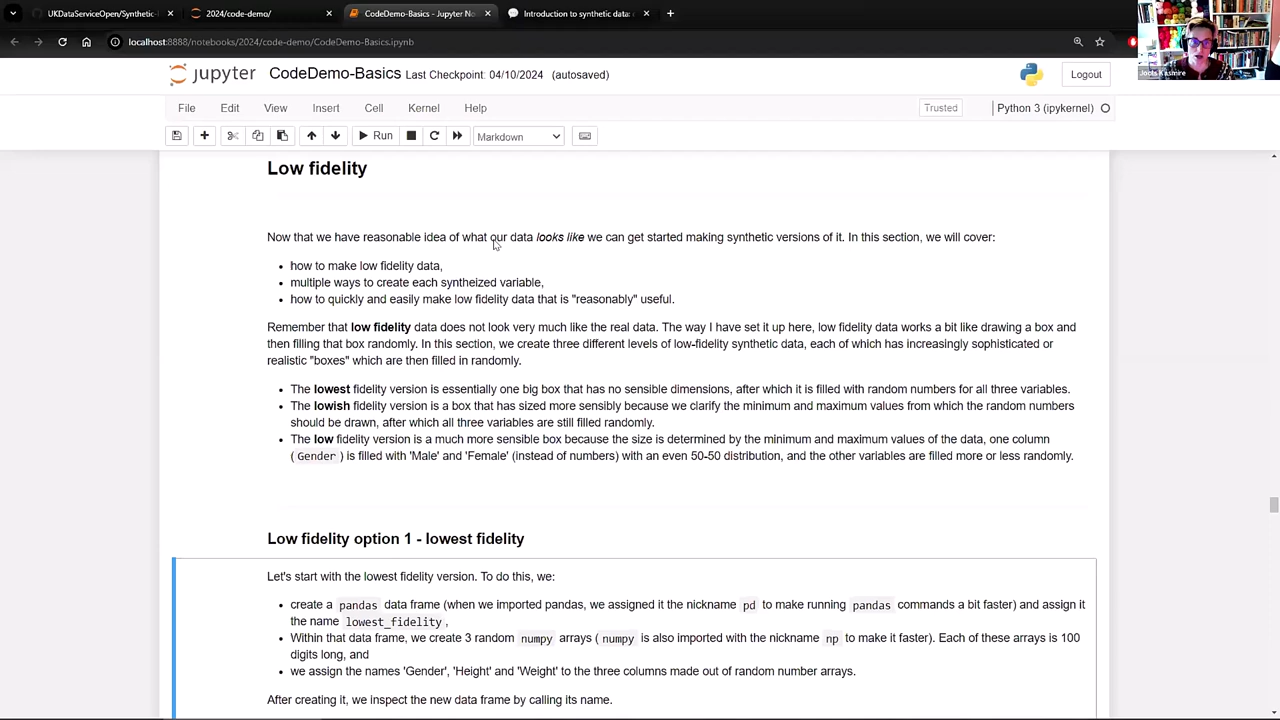 UKDataServiceOpen/Synthetic-
2024/code-demo/
CodeDemo-Basics - Jupyter No
Introduction to synthetic data:
localhost:8888/notebooks/2024/code-demo/CodeDemo-Basics.ipynb
Jools Kasmire
jupyter CodeDemo-Basics Last Checkpoint: 04/10/2024 (autosaved)
Logout
File Edit View Insert Cell Kernel Help
Trusted
Python 3 (ipykernel)
Run
Markdown
Low fidelity
Now that we have reasonable idea of what our data looks like we can get started making synthetic versions of it. In this section, we will cover:
• how to make low fidelity data,
• multiple ways to create each syntheized variable,
• how to quickly and easily make low fidelity data that is "reasonably" useful.
Remember that low fidelity data does not look very much like the real data. The way I have set it up here, low fidelity data works a bit like drawing a box and
then filling that box randomly. In this section, we create three different levels of low-fidelity synthetic data, each of which has increasingly sophisticated or
realistic "boxes" which are then filled in randomly.
• The lowest fidelity version is essentially one big box that has no sensible dimensions, after which it is filled with random numbers for all three variables.
• The lowish fidelity version is a box that has sized more sensibly because we clarify the minimum and maximum values from which the random numbers
should be drawn, after which all three variables are still filled randomly.
• The low fidelity version is a much more sensible box because the size is determined by the minimum and maximum values of the data, one column
( Gender ) is filled with 'Male' and 'Female' (instead of numbers) with an even 50-50 distribution, and the other variables are filled more or less randomly.
Low fidelity option 1 - lowest fidelity
Let's start with the lowest fidelity version. To do this, we:
• create a pandas data frame (when we imported pandas, we assigned it the nickname pd to make running pandas commands a bit faster) and assign it
the name lowest_fidelity ,
• Within that data frame, we create 3 random numpy arrays ( numpy is also imported with the nickname np to make it faster). Each of these arrays is 100
digits long, and
• we assign the names 'Gender', 'Height' and 'Weight' to the three columns made out of random number arrays.
After creating it, we inspect the new data frame by calling its name.